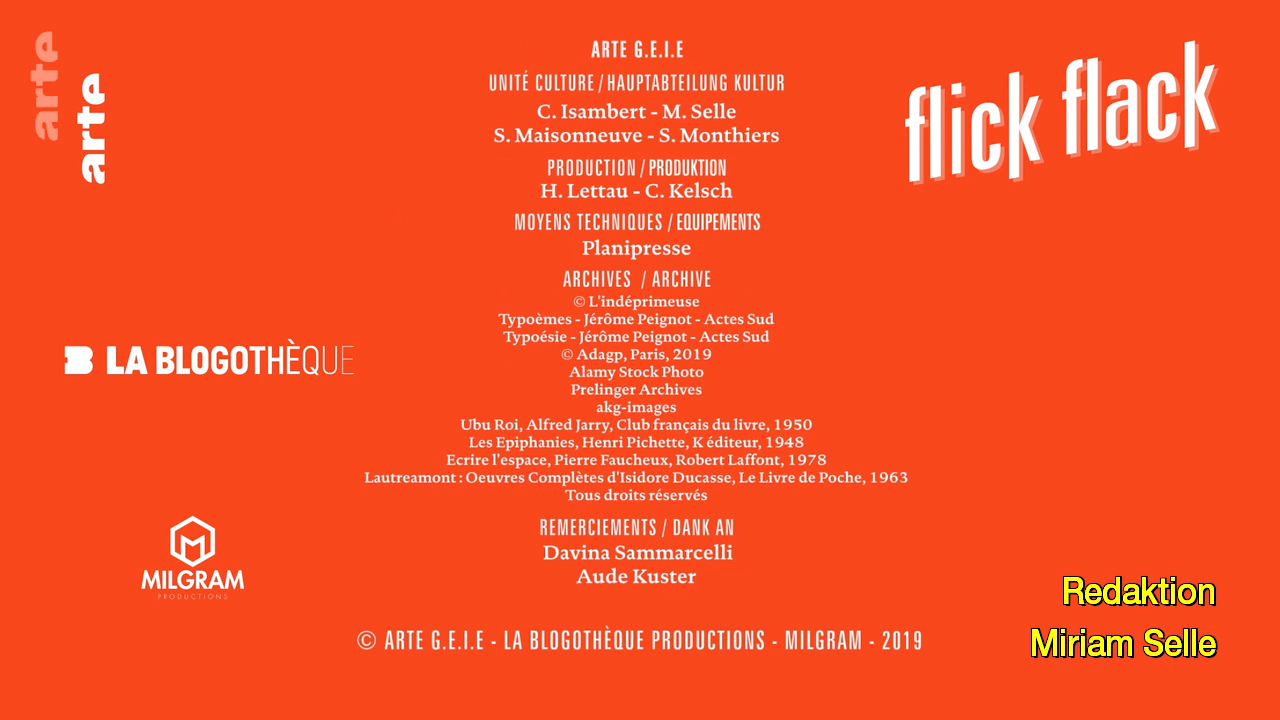 arte
arte
flick flack
ARTE G.E.I.E
UNITÉ CULTURE / HAUPTABTEILUNG KULTUR
C. Isambert - M. Selle
S. Maisonneuve - S. Monthiers
PRODUCTION / PRODUKTION
H. Lettau - C. Kelsch
MOYENS TECHNIQUES / EQUIPEMENTS
Planipresse
ARCHIVES / ARCHIVE
© L'indéprimeuse
Typoèmes - Jérôme Peignot - Actes Sud
Typoésie - Jérôme Peignot - Actes Sud
© Adagp, Paris, 2019
Alamy Stock Photo
Prelinger Archives
akg-images
Ubu Roi, Alfred Jarry, Club français du livre, 1950
Les Epiphanies, Henri Pichette, K éditeur, 1948
Ecrire l'espace, Pierre Faucheux, Robert Laffont, 1978
Lautreamont : Oeuvres Complètes d'Isidore Ducasse, Le Livre de Poche, 1963
Tous droits réservés
REMERCIEMENTS / DANK AN
Davina Sammarcelli
Aude Kuster
© ARTE G.E.I.E - LA BLOGOTHÈQUE PRODUCTIONS - MILGRAM - 2019
B LA BLOGOTHÈQUE
MILGRAM
PRODUCTIONS
Redaktion
Miriam Selle